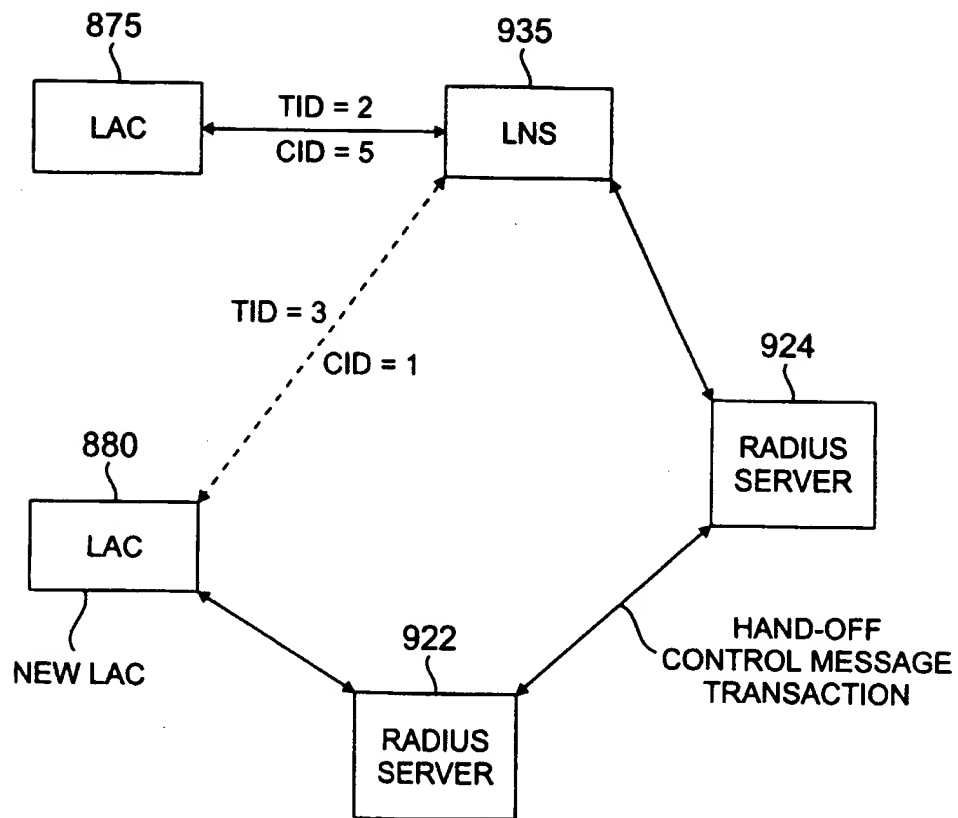 875
LAC
TID = 2
CID = 5
935
LNS
TID = 3
CID = 1
924
RADIUS
SERVER
880
LAC
NEW LAC
922
RADIUS
SERVER
HAND-OFF
CONTROL MESSAGE
TRANSACTION